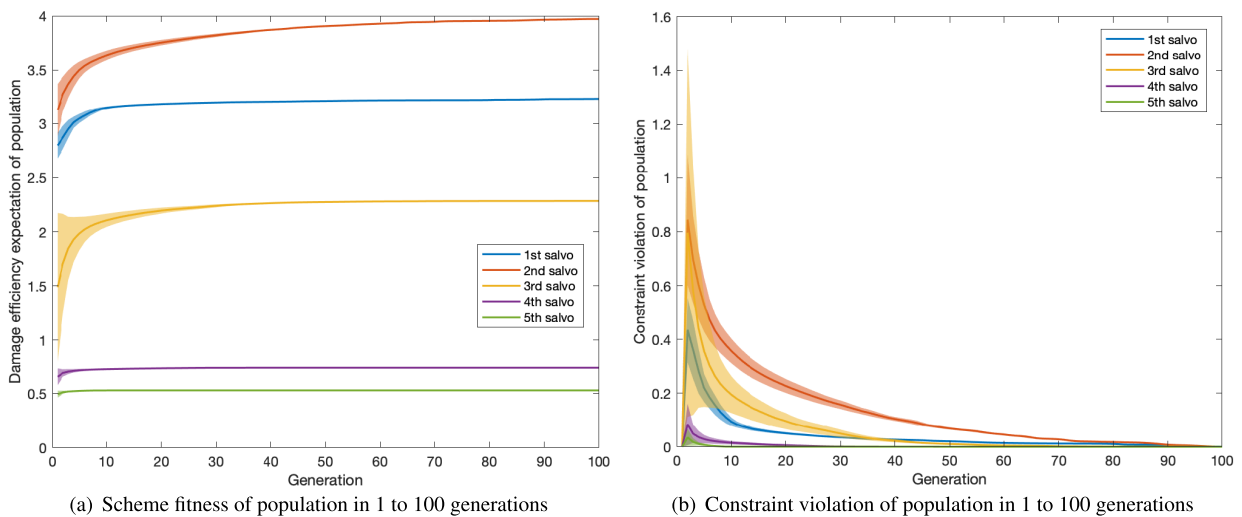 Damage efficiency expectation of population
4
3.5
3
2.5
2
1.5
1
0.5
0
0 10 20 30 40 50 60 70 80 90 100
Generation
1st salvo
2nd salvo
3rd salvo
4th salvo
5th salvo
(a) Scheme fitness of population in 1 to 100 generations
Constraint violation of population
1.6
1.4
1.2
1
0.8
0.6
0.4
0.2
0
0 10 20 30 40 50 60 70 80 90 100
Generation
1st salvo
2nd salvo
3rd salvo
4th salvo
5th salvo
(b) Constraint violation of population in 1 to 100 generations